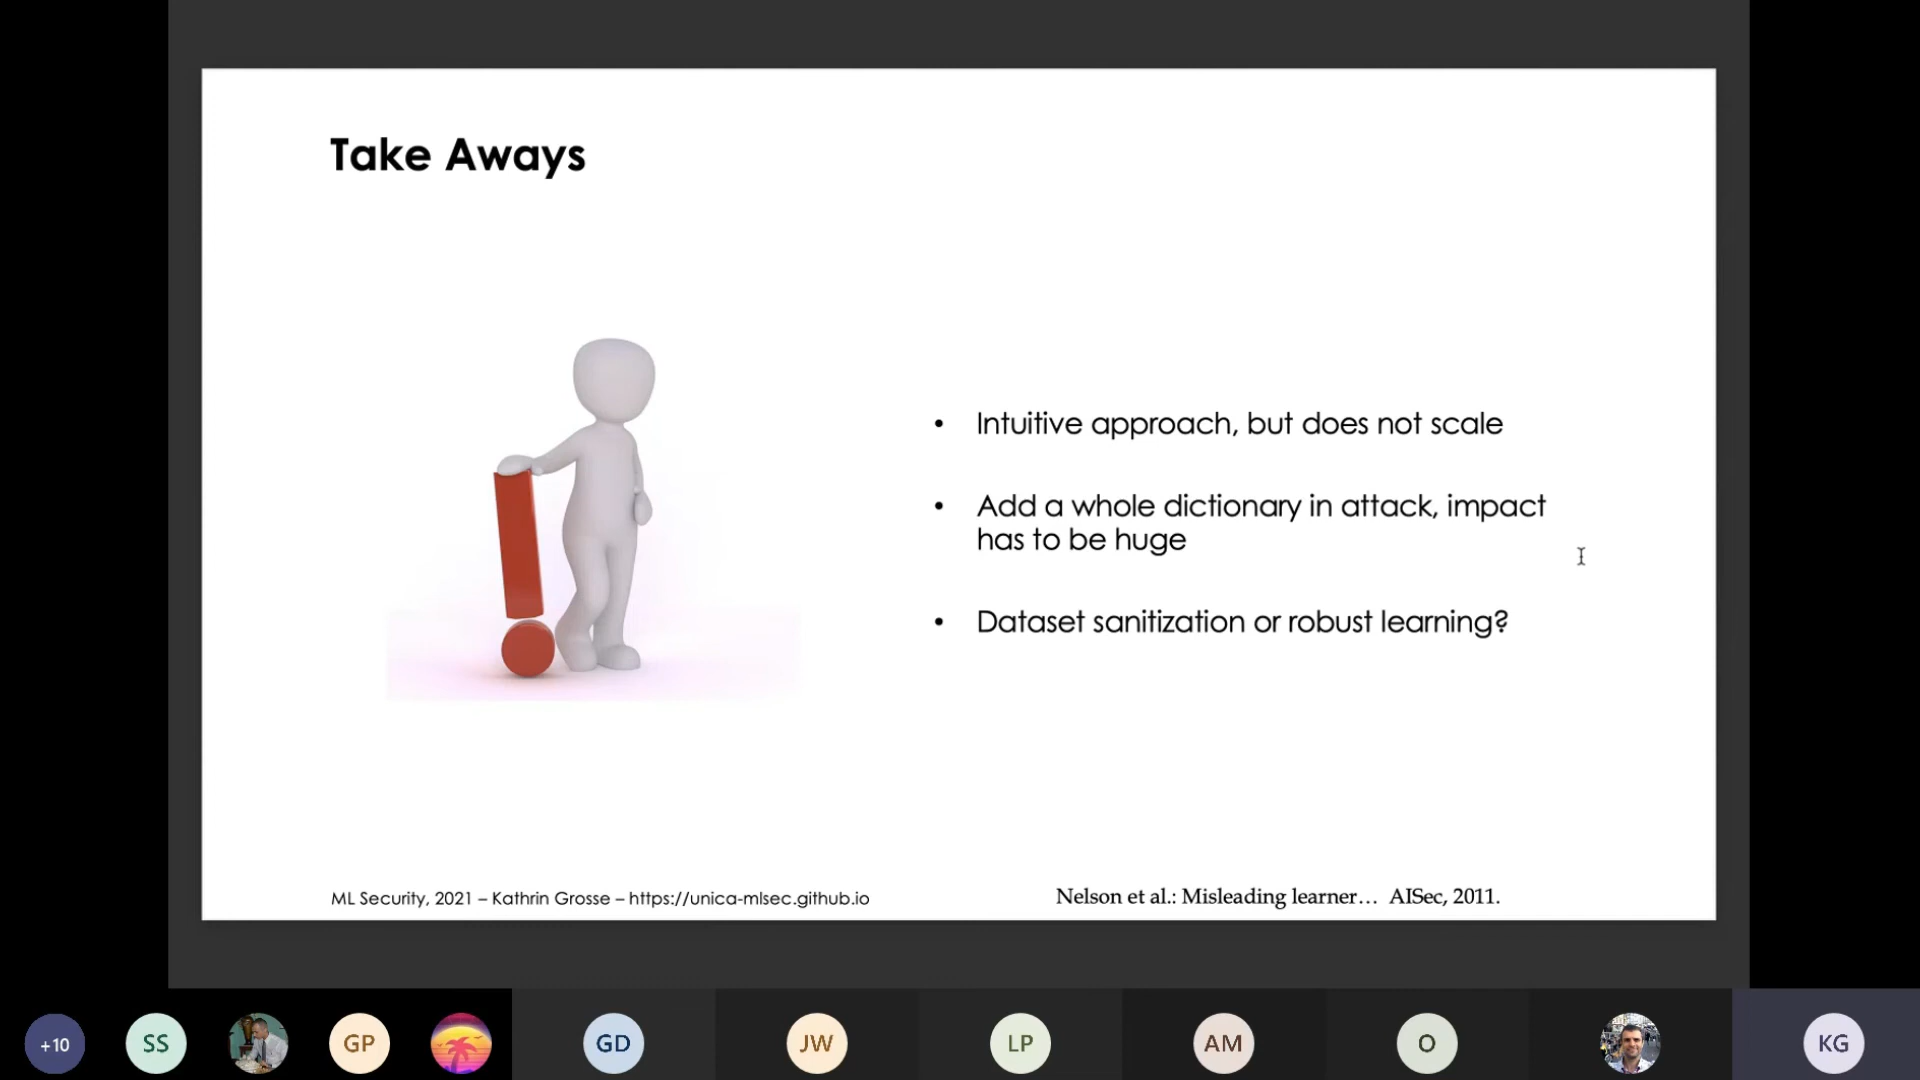 Take Aways
• Intuitive approach, but does not scale
• Add a whole dictionary in attack, impact
has to be huge
• Dataset sanitization or robust learning?
ML Security, 2021 – Kathrin Grosse – https://unica-mlsec.github.io
Nelson et al.: Misleading learner… AISec, 2011.
+10
SS
GP
GD
JW
LP
AM
O
KG